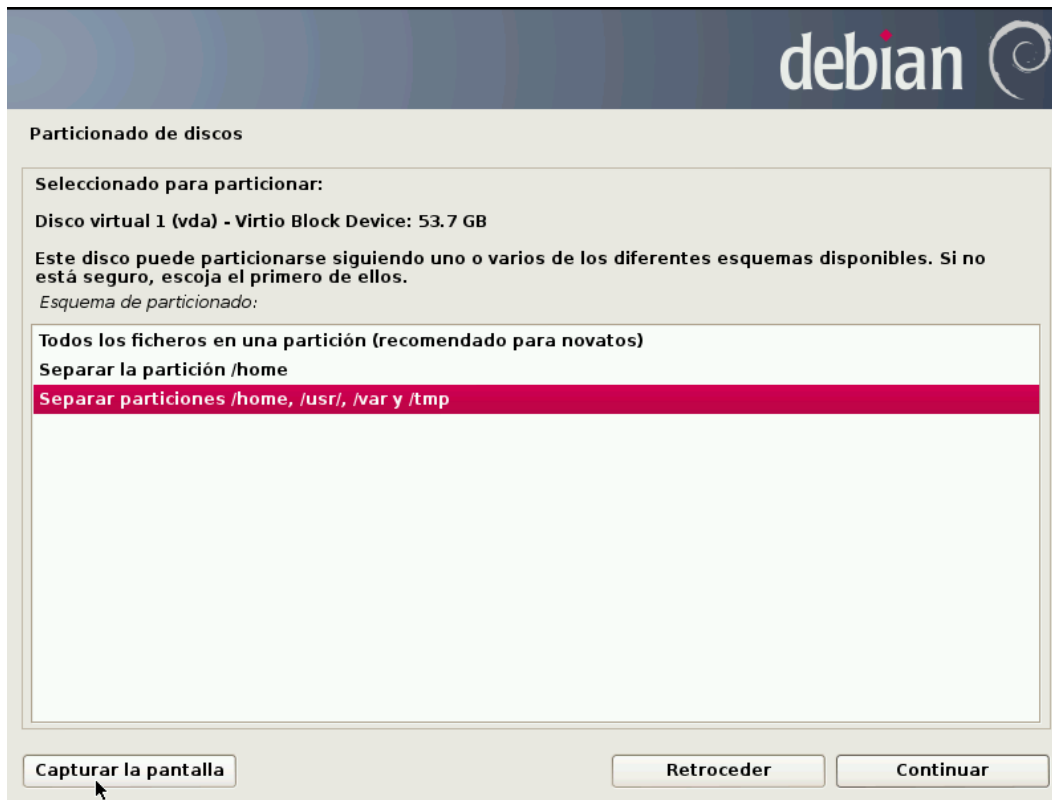 debian
Particionado de discos
Seleccionado para particionar:
Disco virtual 1 (vda) - Virtio Block Device: 53.7 GB
Este disco puede particionarse siguiendo uno o varios de los diferentes esquemas disponibles. Si no
está seguro, escoja el primero de ellos.
Esquema de particionado:
Todos los ficheros en una partición (recomendado para novatos)
Separar la partición /home
Separar particiones /home, /usr/, /var y /tmp
Capturar la pantalla
Retroceder
Continuar